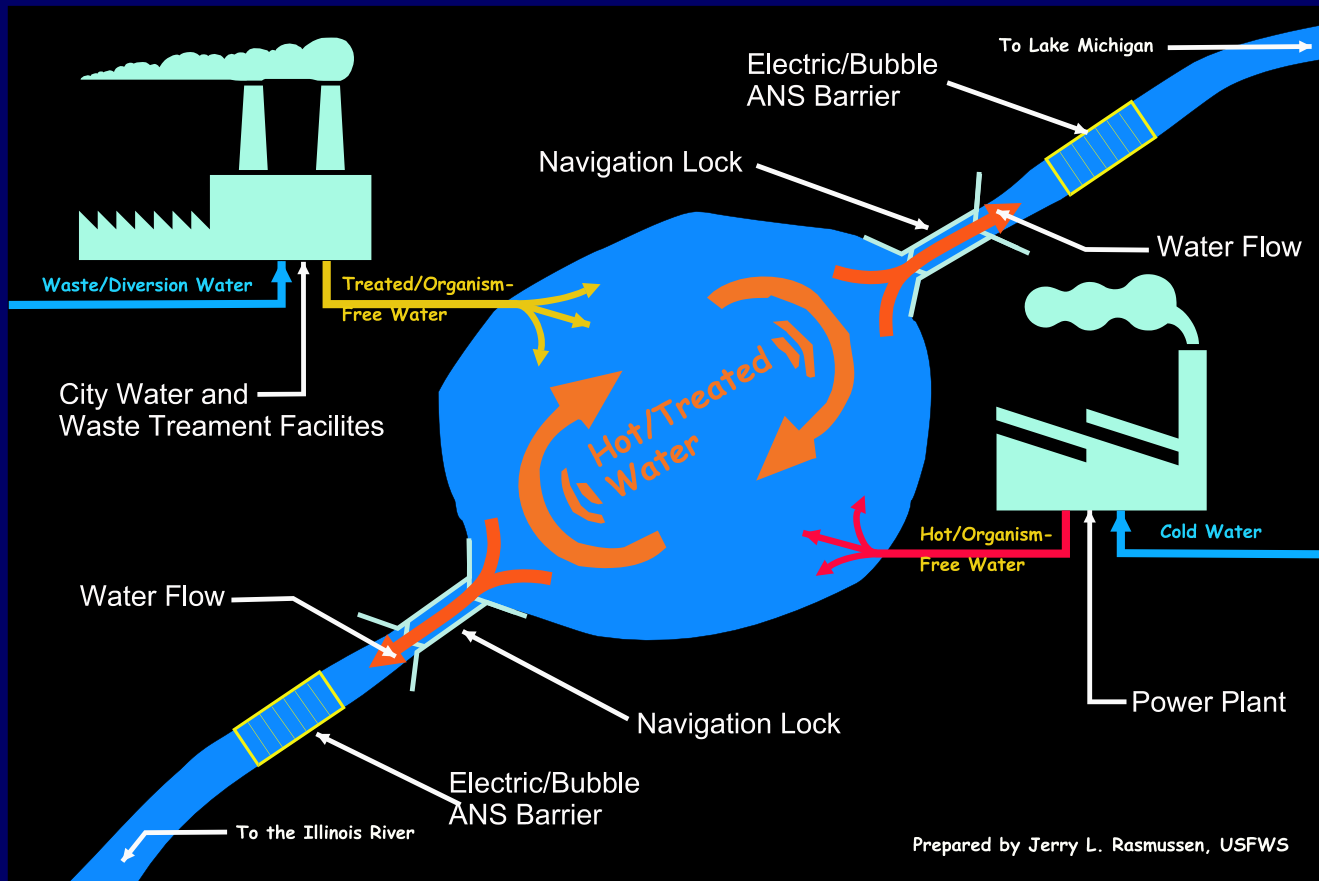 To Lake Michigan
Electric/Bubble
ANS Barrier
Navigation Lock
Water Flow
Waste/Diversion Water
Treated/Organism-
Free Water
City Water and
Waste Treament Facilites
Hot/Treated
Water
Hot/Organism-
Free Water
Cold Water
Water Flow
Power Plant
Navigation Lock
Electric/Bubble
ANS Barrier
To the Illinois River
Prepared by Jerry L. Rasmussen, USFWS